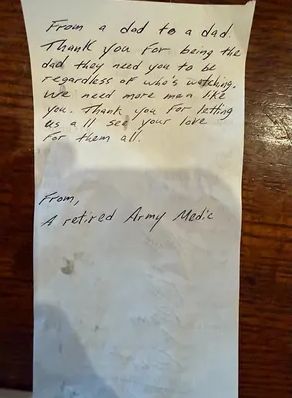 From a dad to a dad.
Thank you for being the
dad they need you to be
regardless of who's watching.
We need more men like
you. Thank you for letting
us all see your love
for them all.
From,
A retired Army Medic